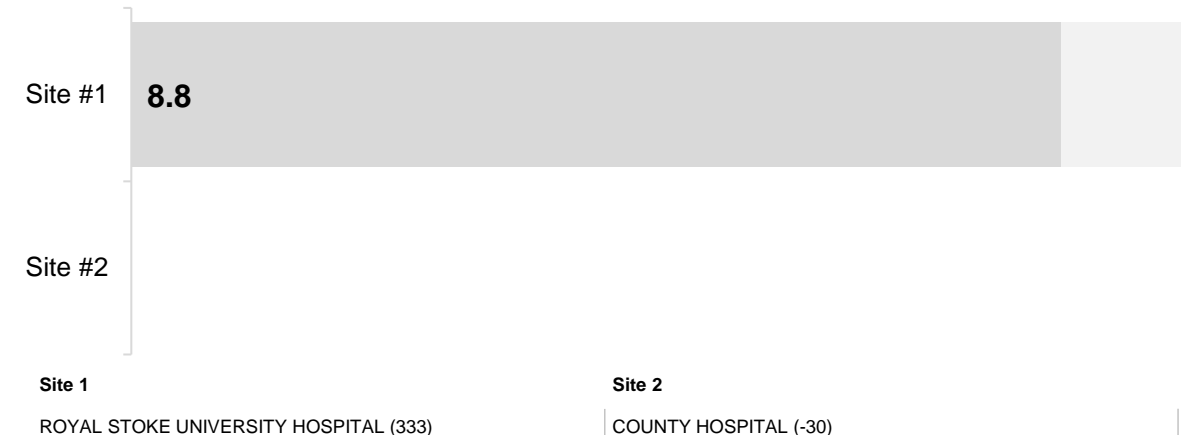 Site #1
8.8
Site #2
Site 1 Site 2
ROYAL STOKE UNIVERSITY HOSPITAL (333) COUNTY HOSPITAL (-30)